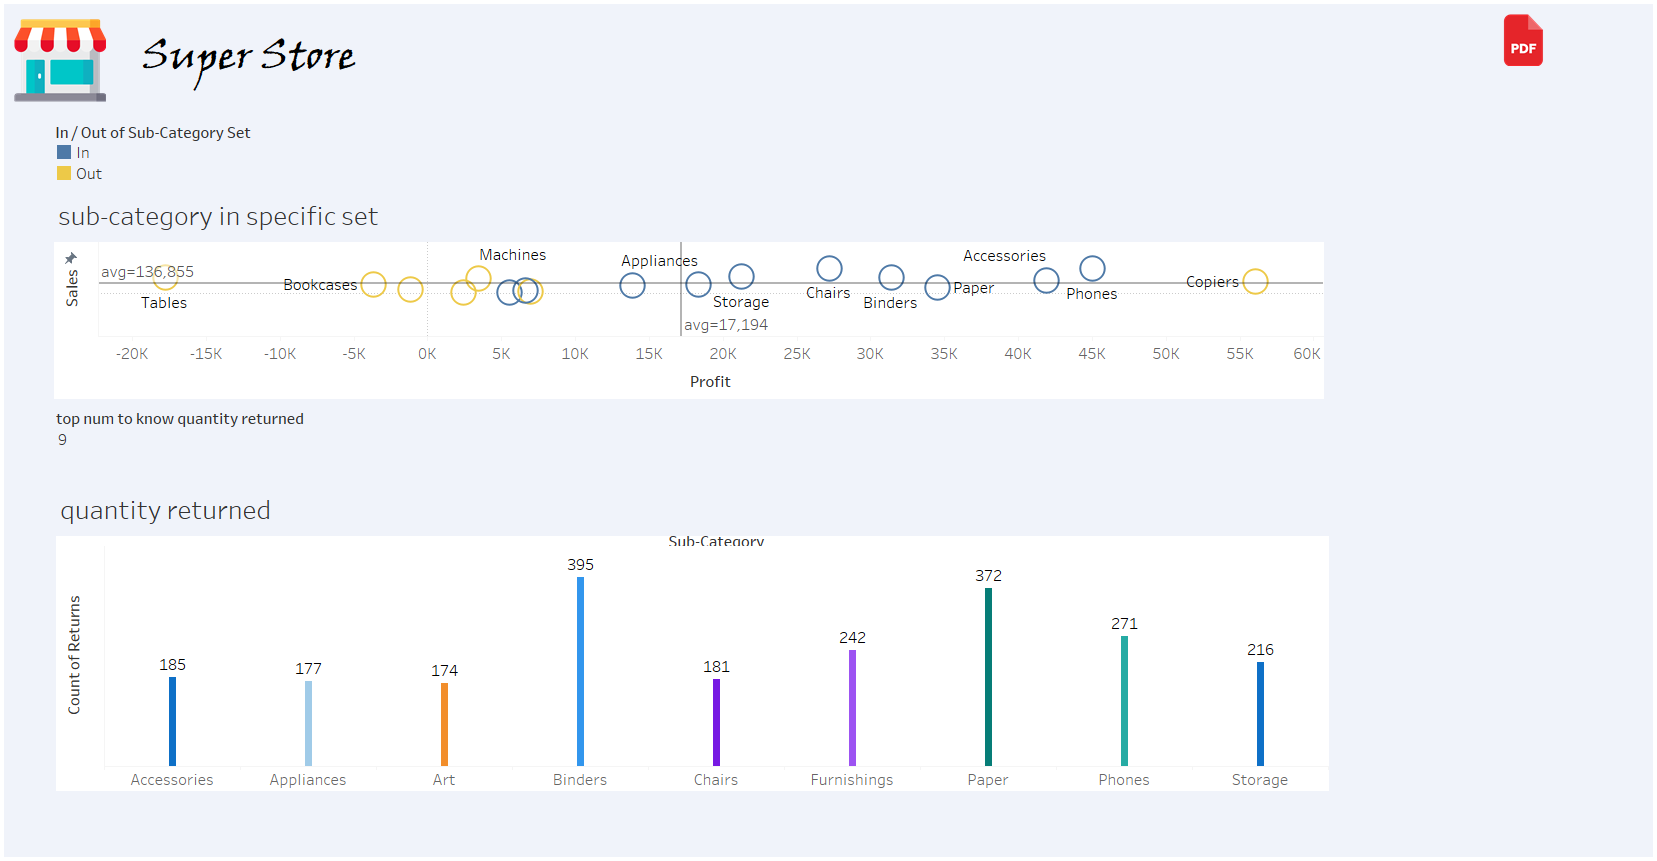 Super Store
PDF
In / Out of Sub-Category Set
In
Out
sub-category in specific set
Sales
avg=136,855
Tables
Bookcases
Machines
Appliances
Storage
avg=17,194
Chairs
Binders
Paper
Accessories
Phones
Copiers
-20K -15K -10K -5K 0K 5K 10K 15K 20K 25K 30K 35K 40K 45K 50K 55K 60K
Profit
top num to know quantity returned
9
quantity returned
Sub-Category
Count of Returns
185 177 174 395 181 242 372 271 216
Accessories Appliances Art Binders Chairs Furnishings Paper Phones Storage